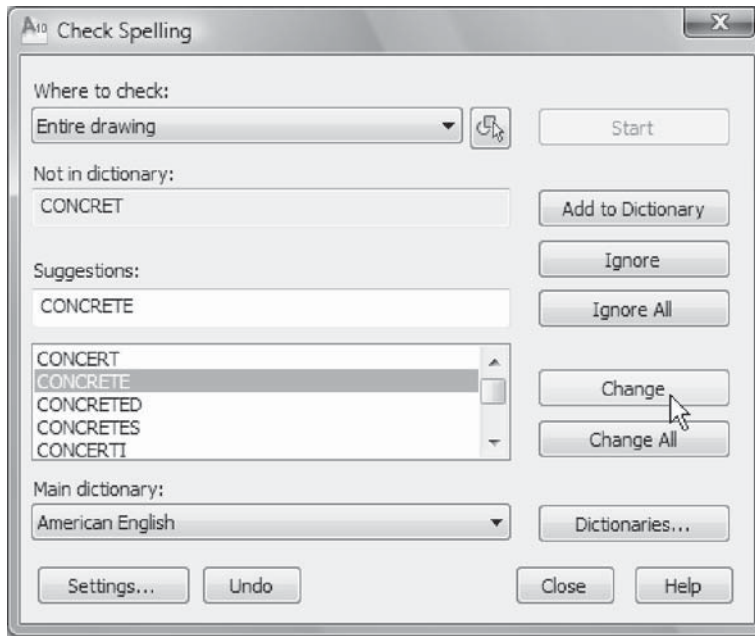 A10 Check Spelling
Where to check:
Entire drawing
Start
Not in dictionary:
CONCRET
Add to Dictionary
Suggestions:
Ignore
CONCRETE
Ignore All
CONCERT
CONCRETE
CONCRETED
CONCRETES
CONCERTI
Change
Change All
Main dictionary:
American English
Dictionaries...
Settings...
Undo
Close
Help